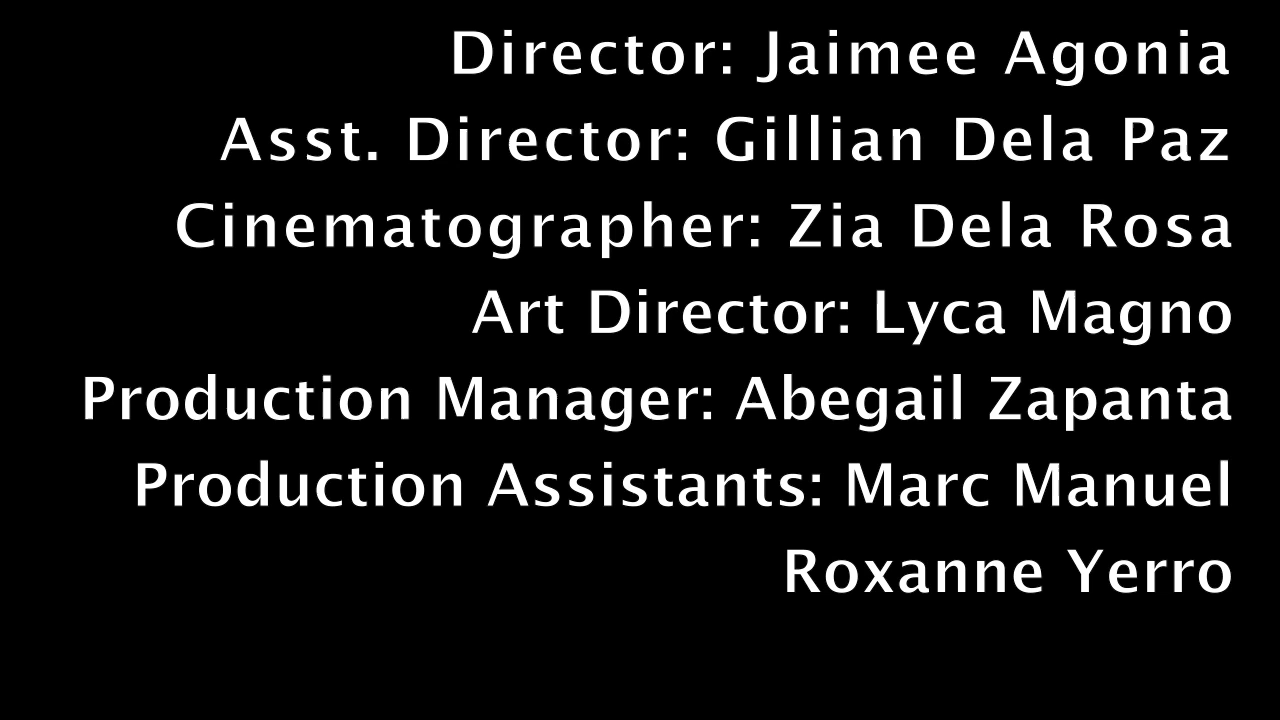 Director: Jaimee Agonia
Asst. Director: Gillian Dela Paz
Cinematographer: Zia Dela Rosa
Art Director: Lyca Magno
Production Manager: Abegail Zapanta
Production Assistants: Marc Manuel
Roxanne Yerro